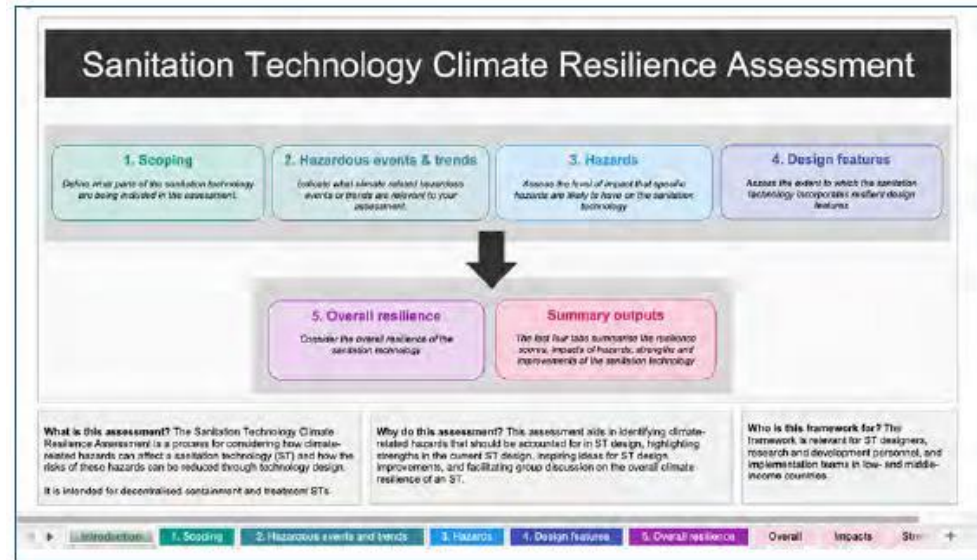 Sanitation Technology Climate Resilience Assessment
1. Scoping
Define what parts of the sanitation technology
are being included in the assessment.
2. Hazardous events & trends
Indicate what climate related hazardous
events or trends are relevant to your
assessment.
3. Hazards
Assess the level of impact that specific
hazards are likely to have on the sanitation
technology
4. Design features
Assess the extent to which the sanitation
technology incorporates resilient design
features
5. Overall resilience
Consider the overall resilience of the
sanitation technology
Summary outputs
The last four tabs summarise the resilience
scores, impacts of hazards, strengths and
improvements of the sanitation technology
What is this assessment? The Sanitation Technology Climate
Resilience Assessment is a process for considering how climate-
related hazards can affect a sanitation technology (ST) and how the
risks of these hazards can be reduced through technology design.
It is intended for decentralised containment and treatment STs
Why do this assessment? This assessment aids in identifying climate-
related hazards that should be accounted for in ST design, highlighting
strengths in the current ST design, inspiring ideas for ST design
improvements, and facilitating group discussion on the overall climate
resilience of an ST.
Who is this framework for? The
framework is relevant for ST designers,
research and development personnel, and
implementation teams in low- and middle-
income countries
Introduction
1. Scoping
2. Hazardous events and trends
3. Hazards
4. Design features
5. Overall resilience
Overall
Impacts
Stre